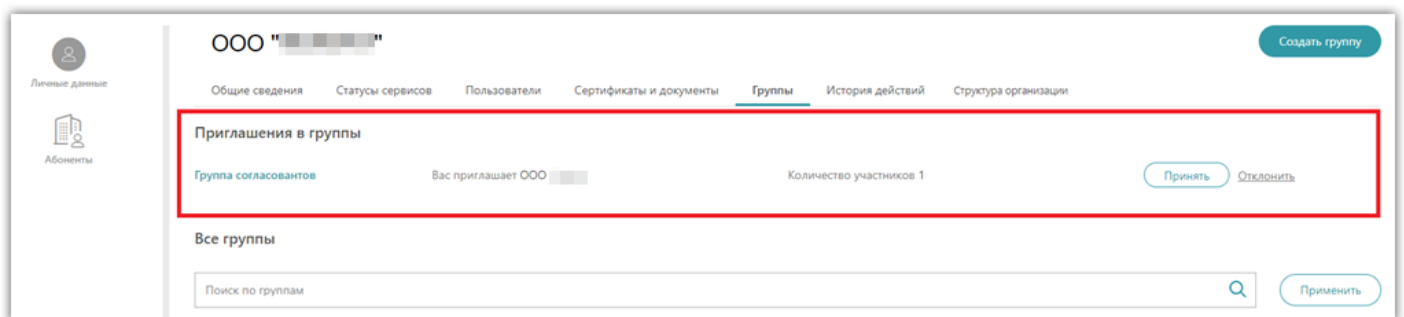 ООО " "
Создать группу
Личные данные
Общие сведения Статусы сервисов Пользователи Сертификаты и документы Группы История действий Структура организации
Абоненты
Приглашения в группы
Группа согласовантов Вас приглашает ООО Количество участников 1 Принять Отклонить
Все группы
Поиск по группам Применить